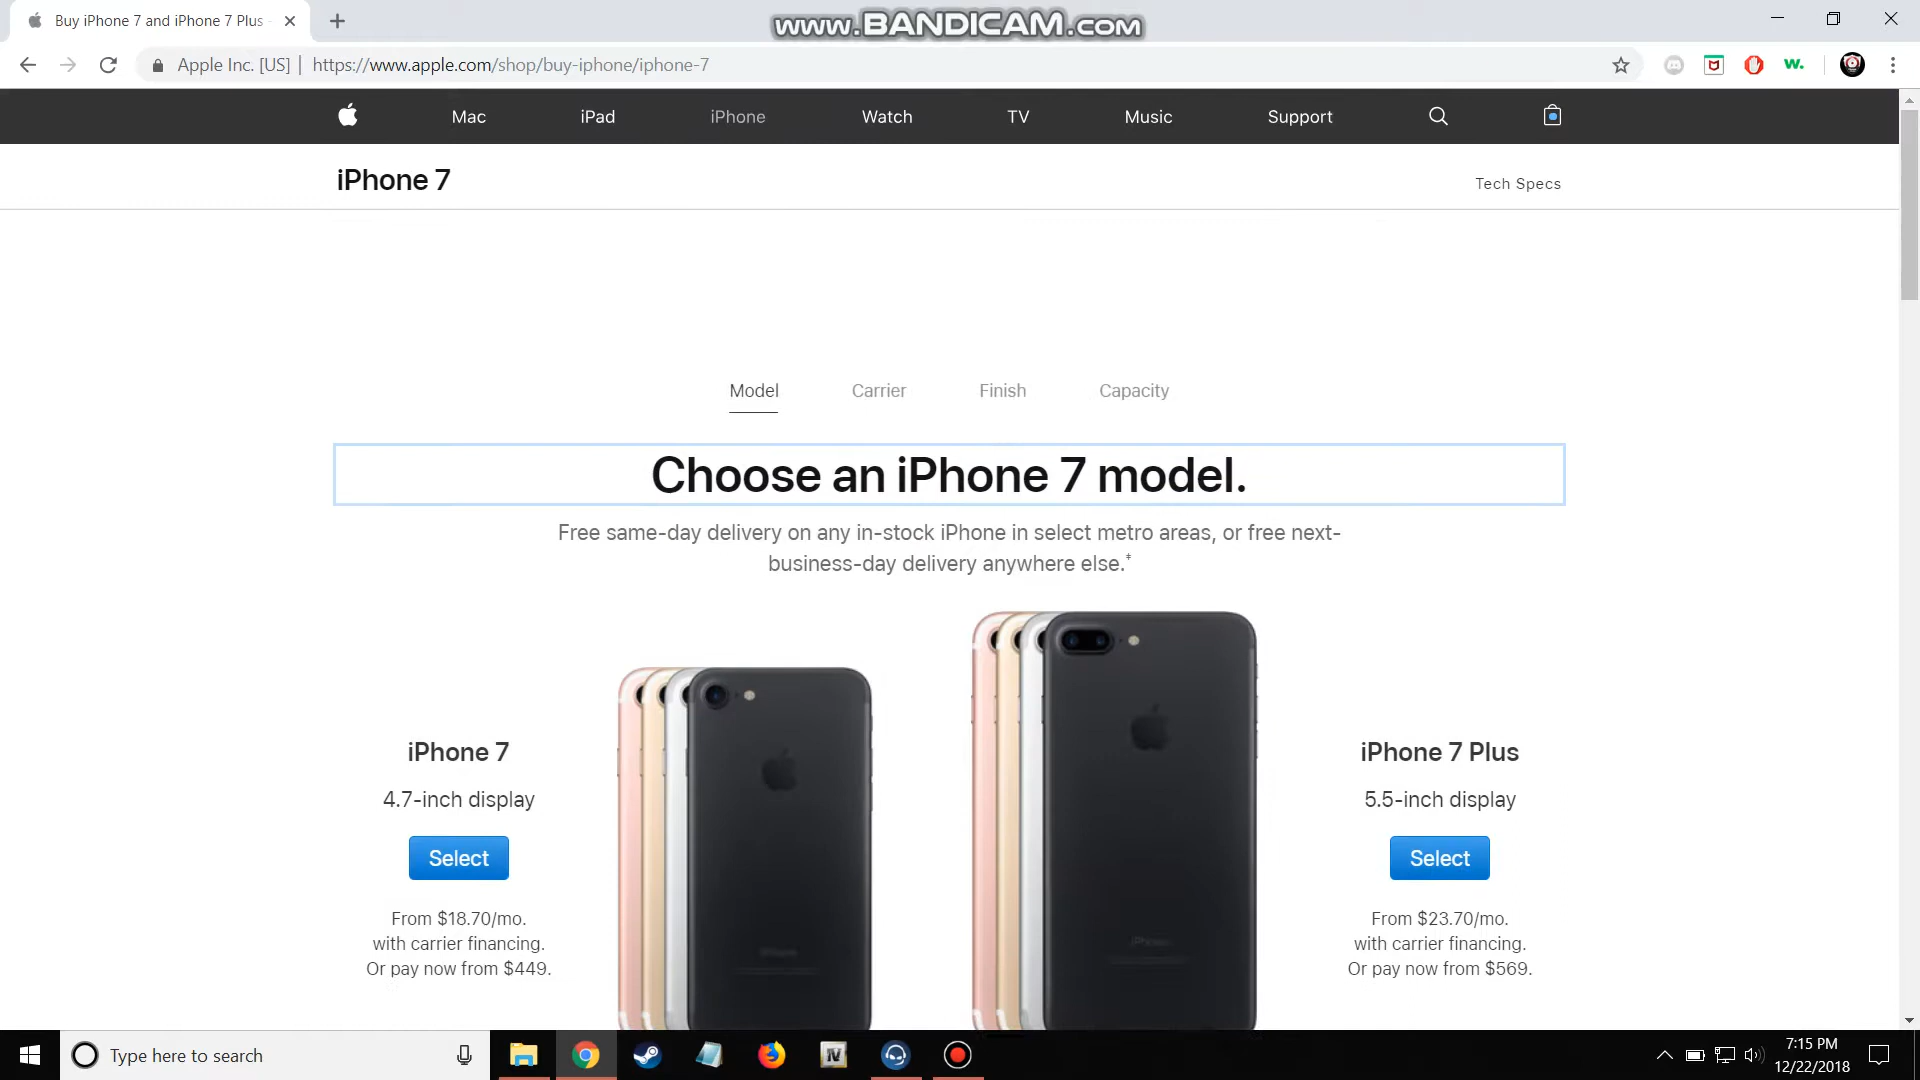 Buy iPhone 7 and iPhone 7 Plus -
www.BANDICAM.com
Apple Inc. [US] | https://www.apple.com/shop/buy-iphone/iphone-7
w.
Mac iPad iPhone Watch TV Music Support
iPhone 7
Tech Specs
Model Carrier Finish Capacity
Choose an iPhone 7 model.
Free same-day delivery on any in-stock iPhone in select metro areas, or free next-
business-day delivery anywhere else.‡
iPhone 7
4.7-inch display
Select
From $18.70/mo.
with carrier financing.
Or pay now from $449.
iPhone
iPhone
iPhone 7 Plus
5.5-inch display
Select
From $23.70/mo.
with carrier financing.
Or pay now from $569.
Type here to search
IV
7:15 PM
12/22/2018